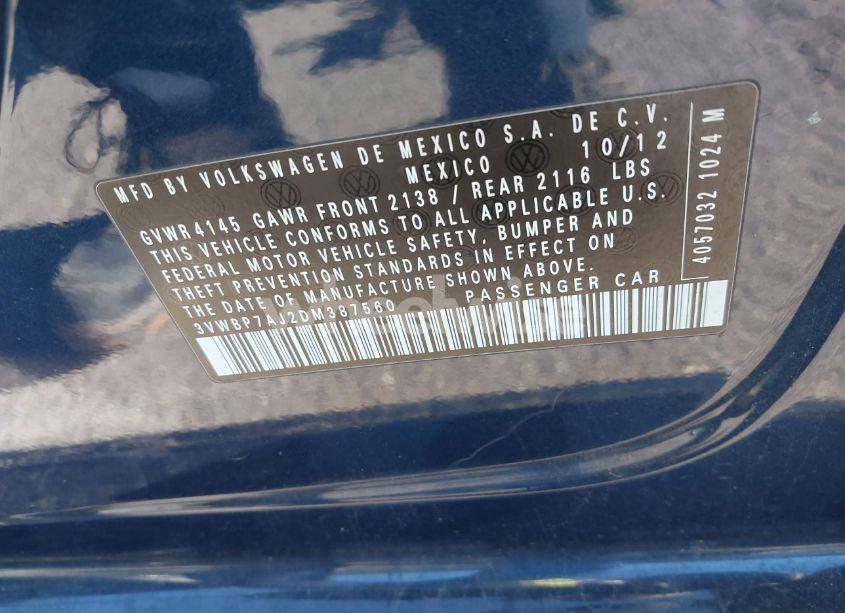 MFD BY VOLKSWAGEN DE MEXICO S.A. DE C.V.
MEXICO 10/12
GVWR 4145 GAWR FRONT 2138 / REAR 2116 LBS
THIS VEHICLE CONFORMS TO ALL APPLICABLE U.S.
FEDERAL MOTOR VEHICLE SAFETY, BUMPER AND
THEFT PREVENTION STANDARDS IN EFFECT ON
THE DATE OF MANUFACTURE SHOWN ABOVE.
3VWBP7AJ2DM387560 PASSENGER CAR
4057032 1024 M